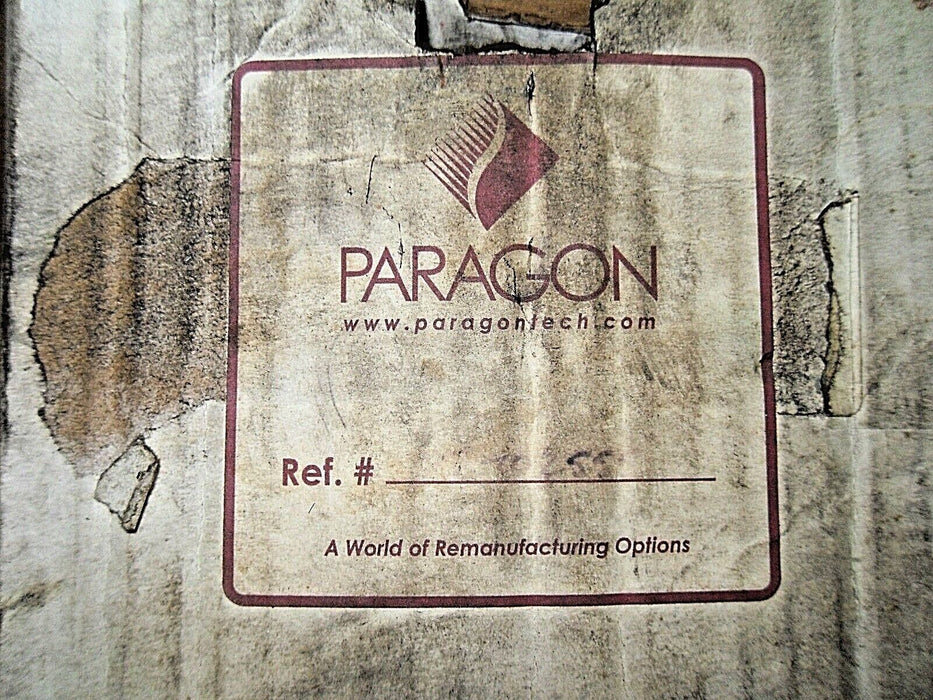 PARAGON
www.paragontech.com
Ref. #
A World of Remanufacturing Options